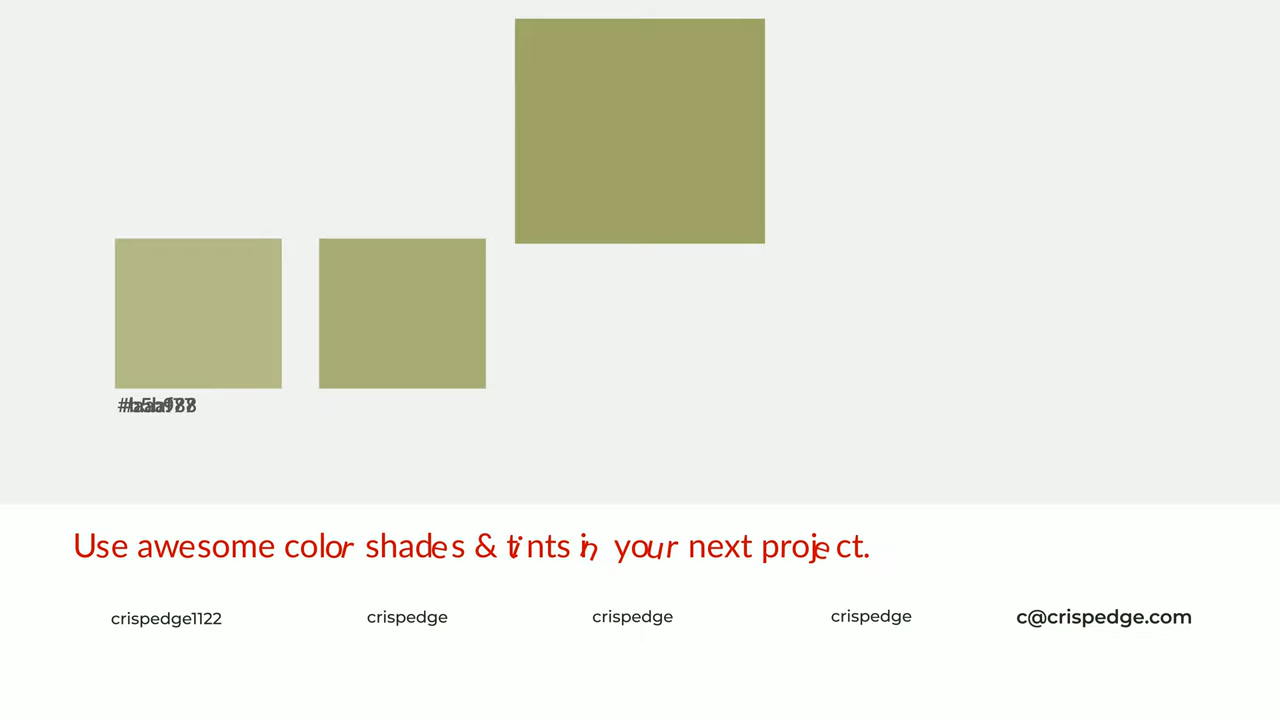 Use awesome color shades & tints in your next project.
crispedge1122 crispedge crispedge crispedge c@crispedge.com